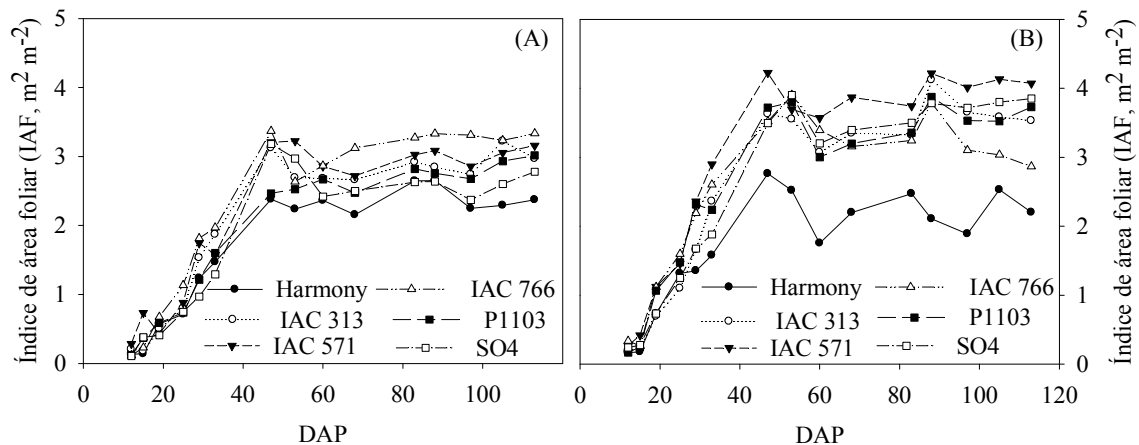 Índice de área foliar (IAF, m² m-²)
5
4
3
2
1
0
(A)
Harmony
IAC 766
IAC 313
P1103
IAC 571
SO4
0
20
40
60
80
100
DAP
(B)
Harmony
IAC 766
IAC 313
P1103
IAC 571
SO4
0
20
40
60
80
100
120
DAP
5
4
3
2
1
0
Índice de área foliar (IAF, m² m-²)